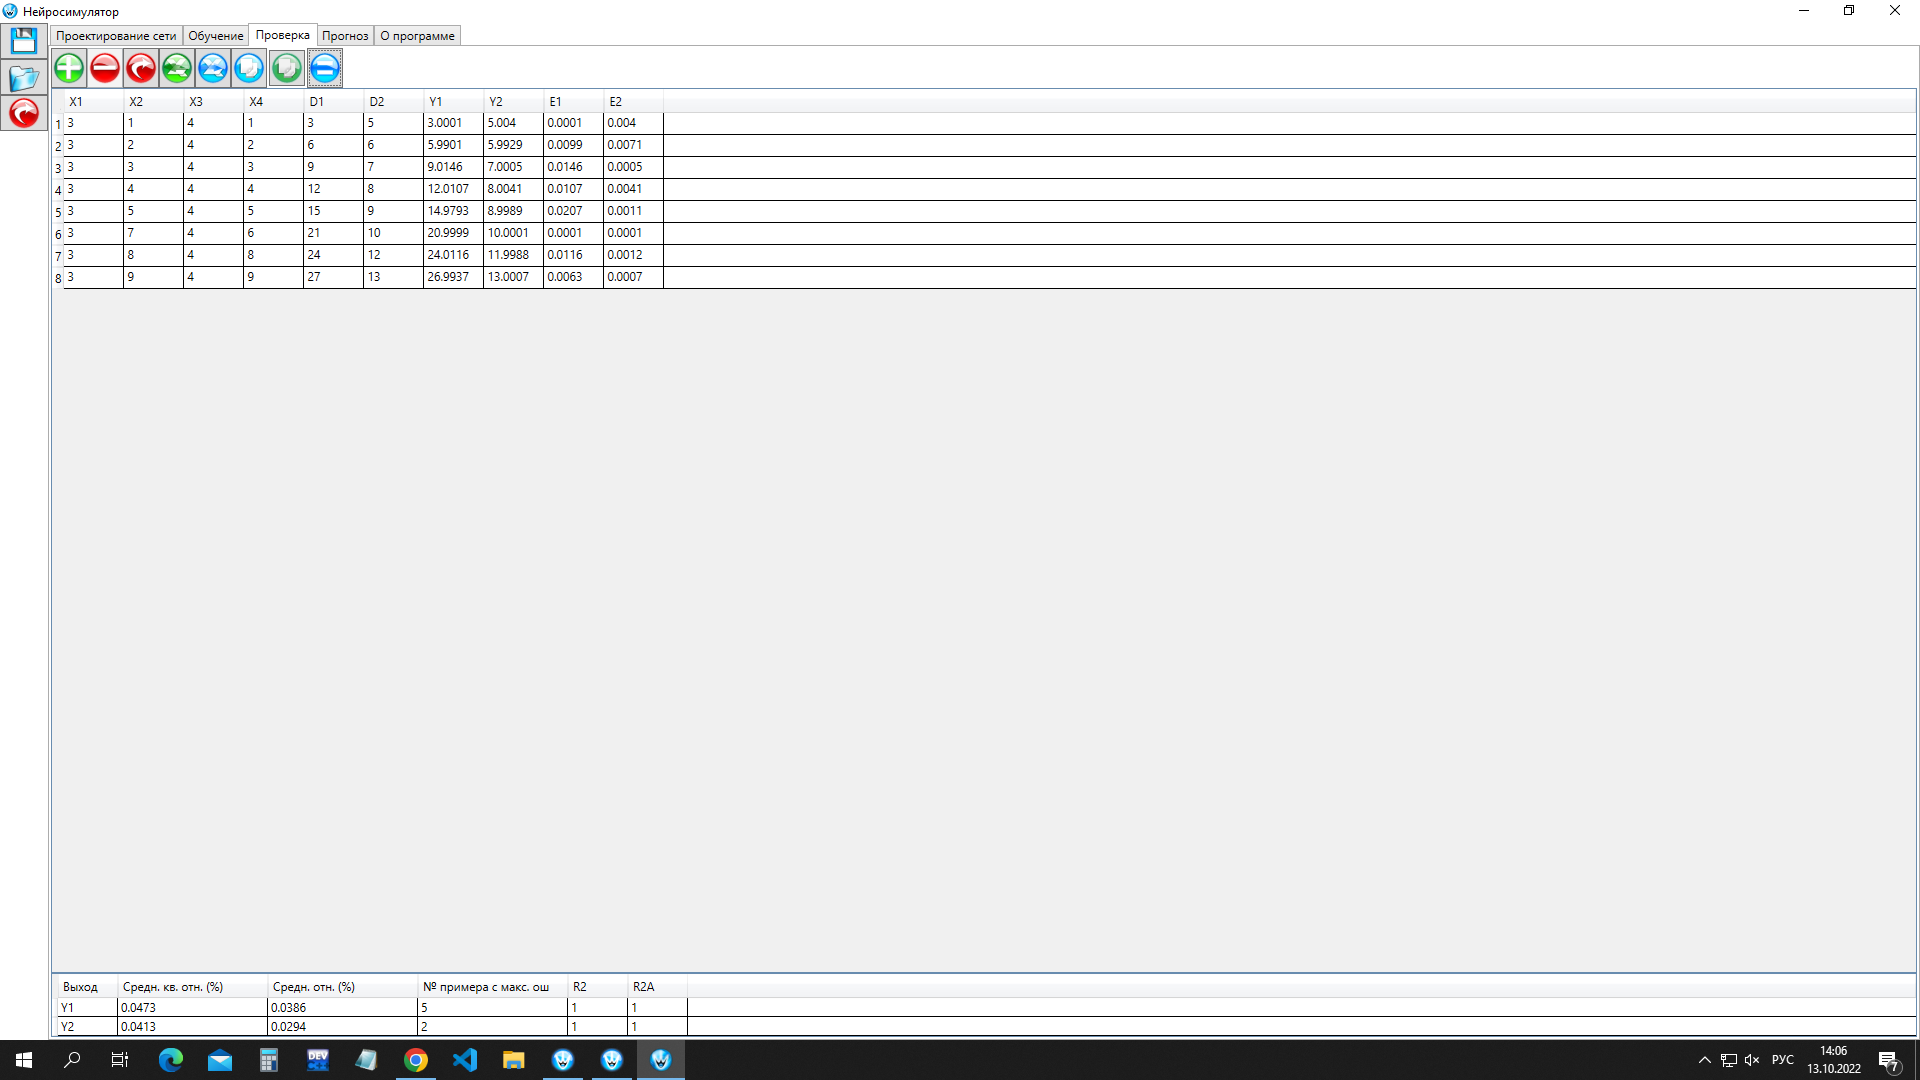 Нейросимулятор
Проектирование сети Обучение Проверка Прогноз О программе
X1 X2 X3 X4 D1 D2 Y1 Y2 E1 E2
1 3 1 4 1 3 5 3.0001 5.004 0.0001 0.004
2 3 2 4 2 6 6 5.9901 5.9929 0.0099 0.0071
3 3 3 4 3 9 7 9.0146 7.0005 0.0146 0.0005
4 3 4 4 4 12 8 12.0107 8.0041 0.0107 0.0041
5 3 5 4 5 15 9 14.9793 8.9989 0.0207 0.0011
6 3 7 4 6 21 10 20.9999 10.0001 0.0001 0.0001
7 3 8 4 8 24 12 24.0116 11.9988 0.0116 0.0012
8 3 9 4 9 27 13 26.9937 13.0007 0.0063 0.0007
Выход Средн. кв. отн. (%) Средн. отн. (%) № примера с макс. ош R2 R2A
Y1 0.0473 0.0386 5 1 1
Y2 0.0413 0.0294 2 1 1
DEV
РУС
14:06
13.10.2022
7